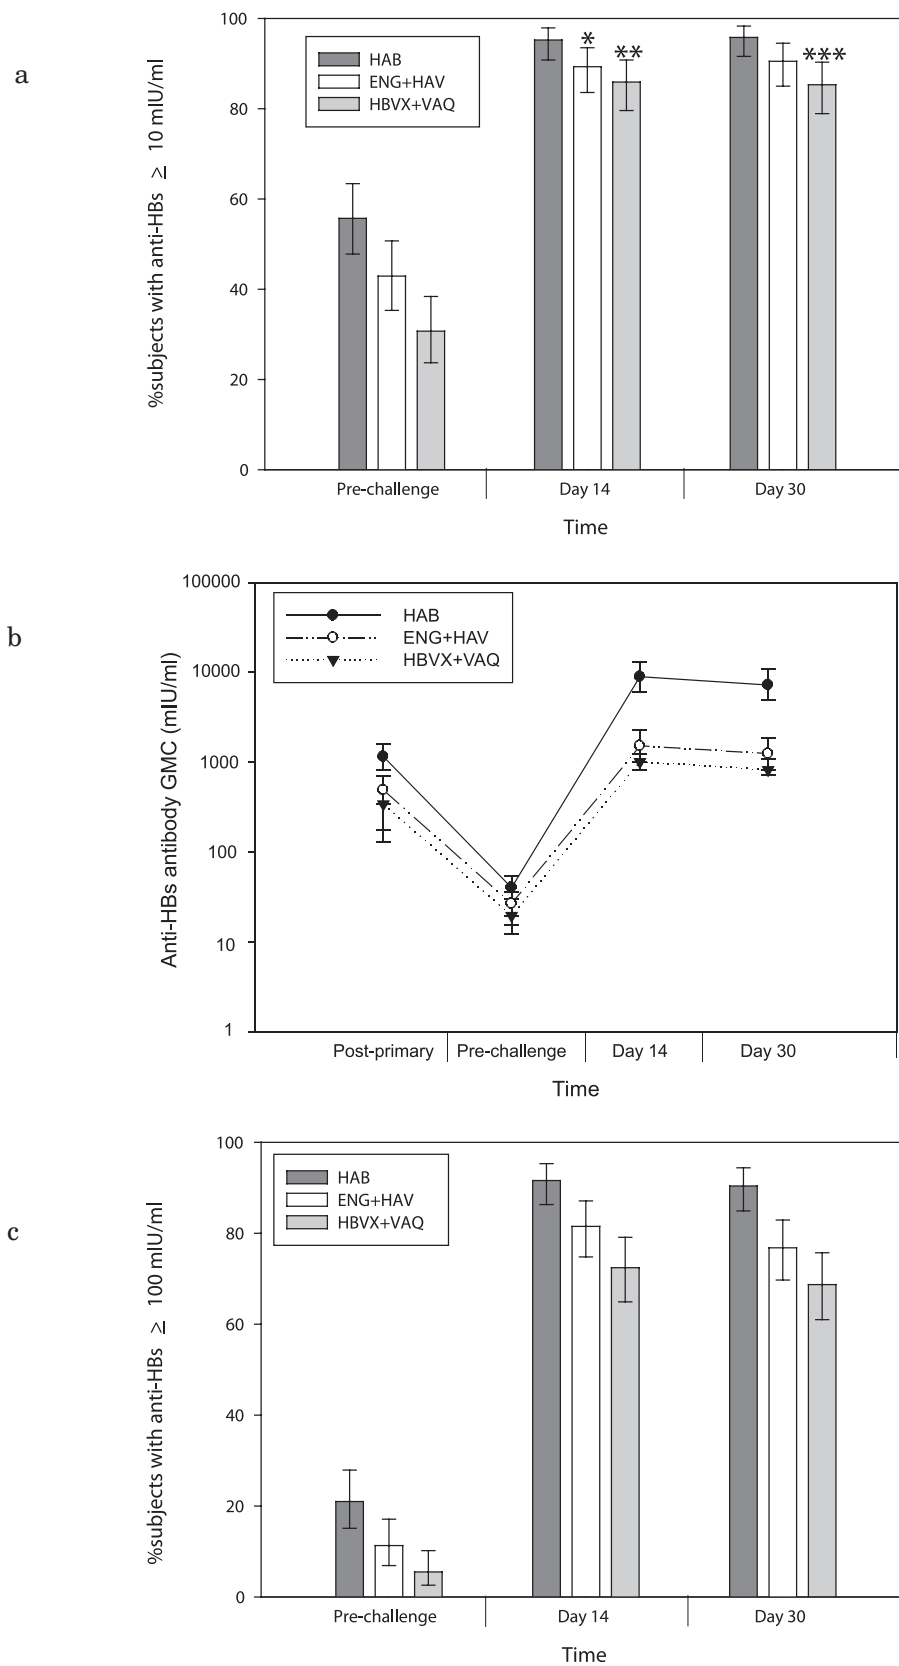 a
%subjects with anti-HBs ≥ 10 mIU/ml
100
80
60
40
20
0
HAB
ENG+HAV
HBVX+VAQ
*
**
***
Pre-challenge
Day 14
Day 30
Time
b
Anti-HBs antibody GMC (mIU/ml)
100000
10000
1000
100
10
1
HAB
ENG+HAV
HBVX+VAQ
Post-primary
Pre-challenge
Day 14
Day 30
Time
c
%subjects with anti-HBs ≥ 100 mIU/ml
100
80
60
40
20
0
HAB
ENG+HAV
HBVX+VAQ
Pre-challenge
Day 14
Day 30
Time